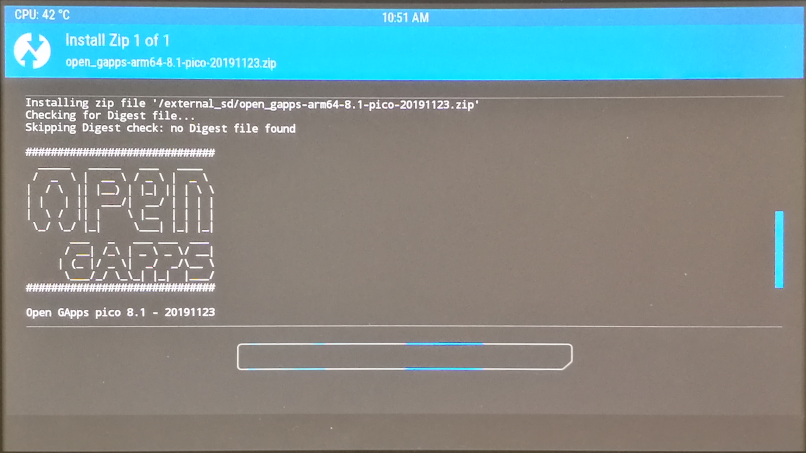 CPU: 42 °C
10:51 AM
Install Zip 1 of 1
open_gapps-arm64-8.1-pico-20191123.zip
Installing zip file '/external_sd/open_gapps-arm64-8.1-pico-20191123.zip'
Checking for Digest file...
Skipping Digest check: no Digest file found
##############################
OPEN
GAPPS
##############################
Open GApps pico 8.1 - 20191123